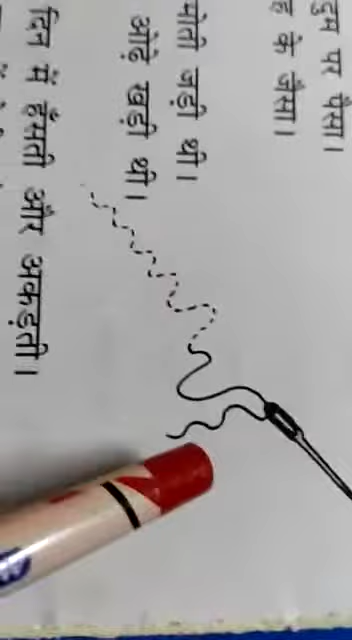 दुम पर पैसा।
ह के जैसा।
मोती जड़ी थी।
ओढ़े खड़ी थी।
दिन में हँसती और अकड़ती।